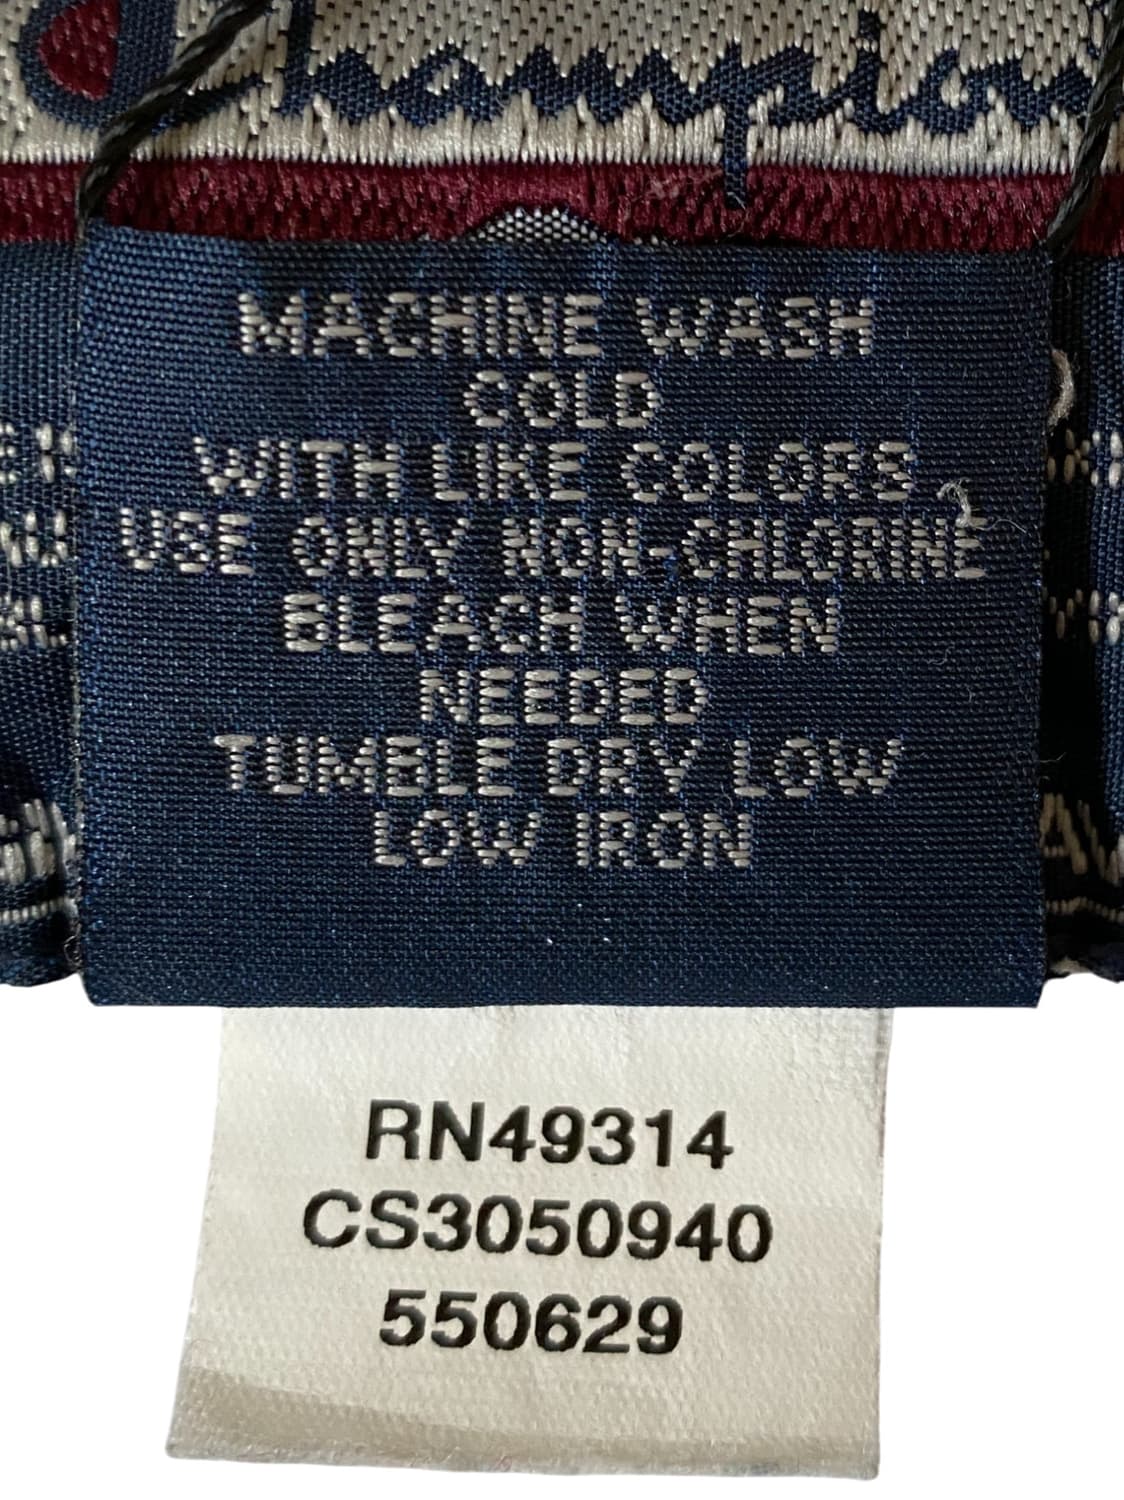 Champion
MACHINE WASH
COLD
WITH LIKE COLORS
USE ONLY NON-CHLORINE
BLEACH WHEN
NEEDED
TUMBLE DRY LOW
LOW IRON
RN49314
CS3050940
550629